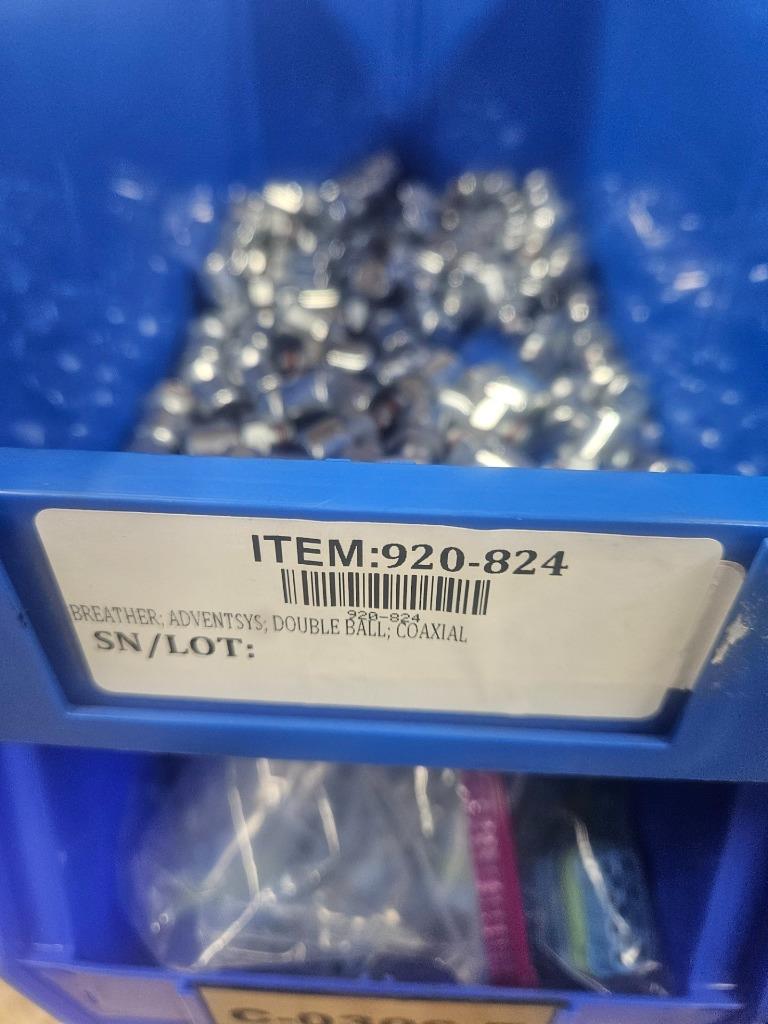 ITEM:920-824
920-824
BREATHER; ADVENTSYS; DOUBLE BALL; COAXIAL
SN/LOT: